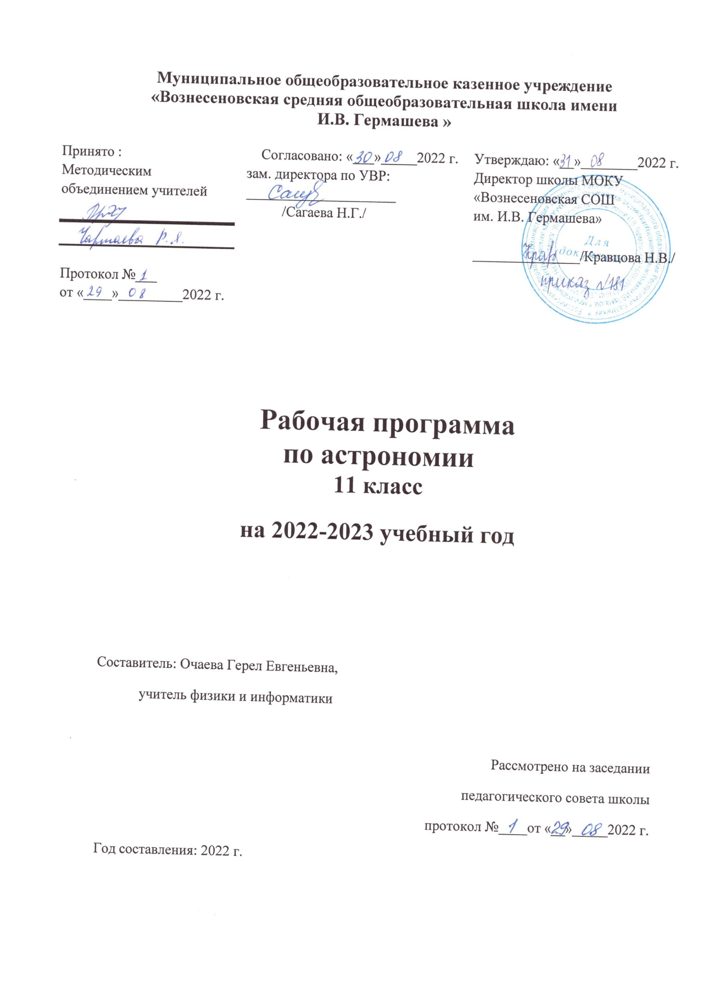 Муниципальное общеобразовательное казенное учреждение
«Вознесеновская средняя общеобразовательная школа имени
И.В. Гермашева »
Принято :
Методическим
объединением учителей
Чартаева Р.Я.
Протокол № 1
от «29» 08 2022 г.
Согласовано: «30» 08 2022 г.
зам. директора по УВР:
/Сагаева Н.Г./
Утверждаю: «31» 08 2022 г.
Директор школы МОКУ
«Вознесеновская СОШ
им. И.В. Гермашева»
Для
/Кравцова Н.В./
приказ №181
Рабочая программа
по астрономии
11 класс
на 2022-2023 учебный год
Составитель: Очаева Герел Евгеньевна,
учитель физики и информатики
Рассмотрено на заседании
педагогического совета школы
протокол № 1 от «29» 08 2022 г.
Год составления: 2022 г.